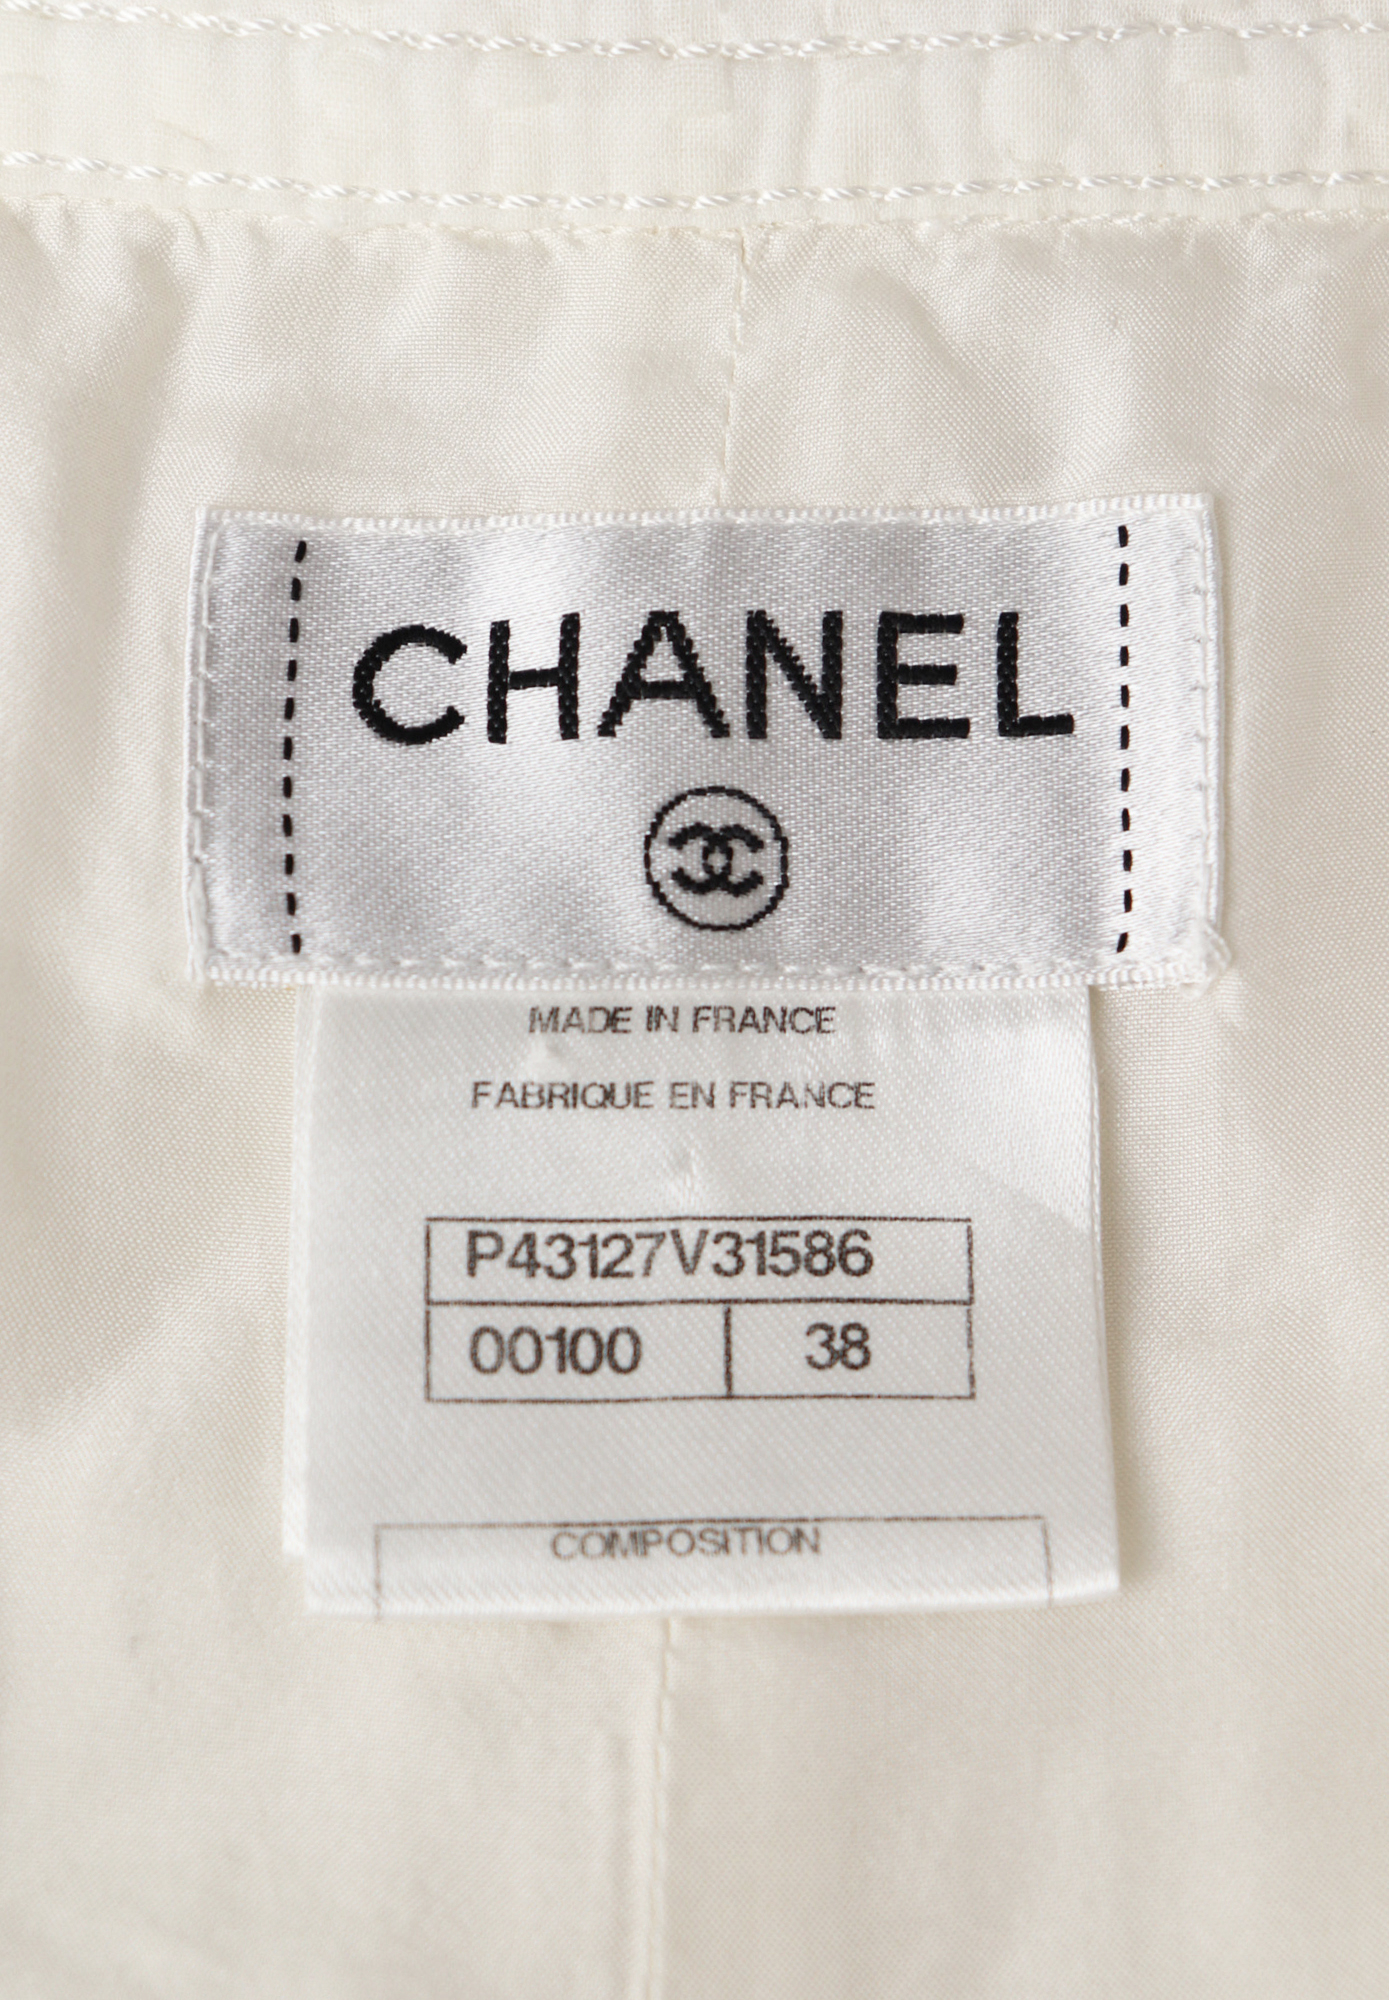 CHANEL
MADE IN FRANCE
FABRIQUE EN FRANCE
P43127V31586
00100 38
COMPOSITION